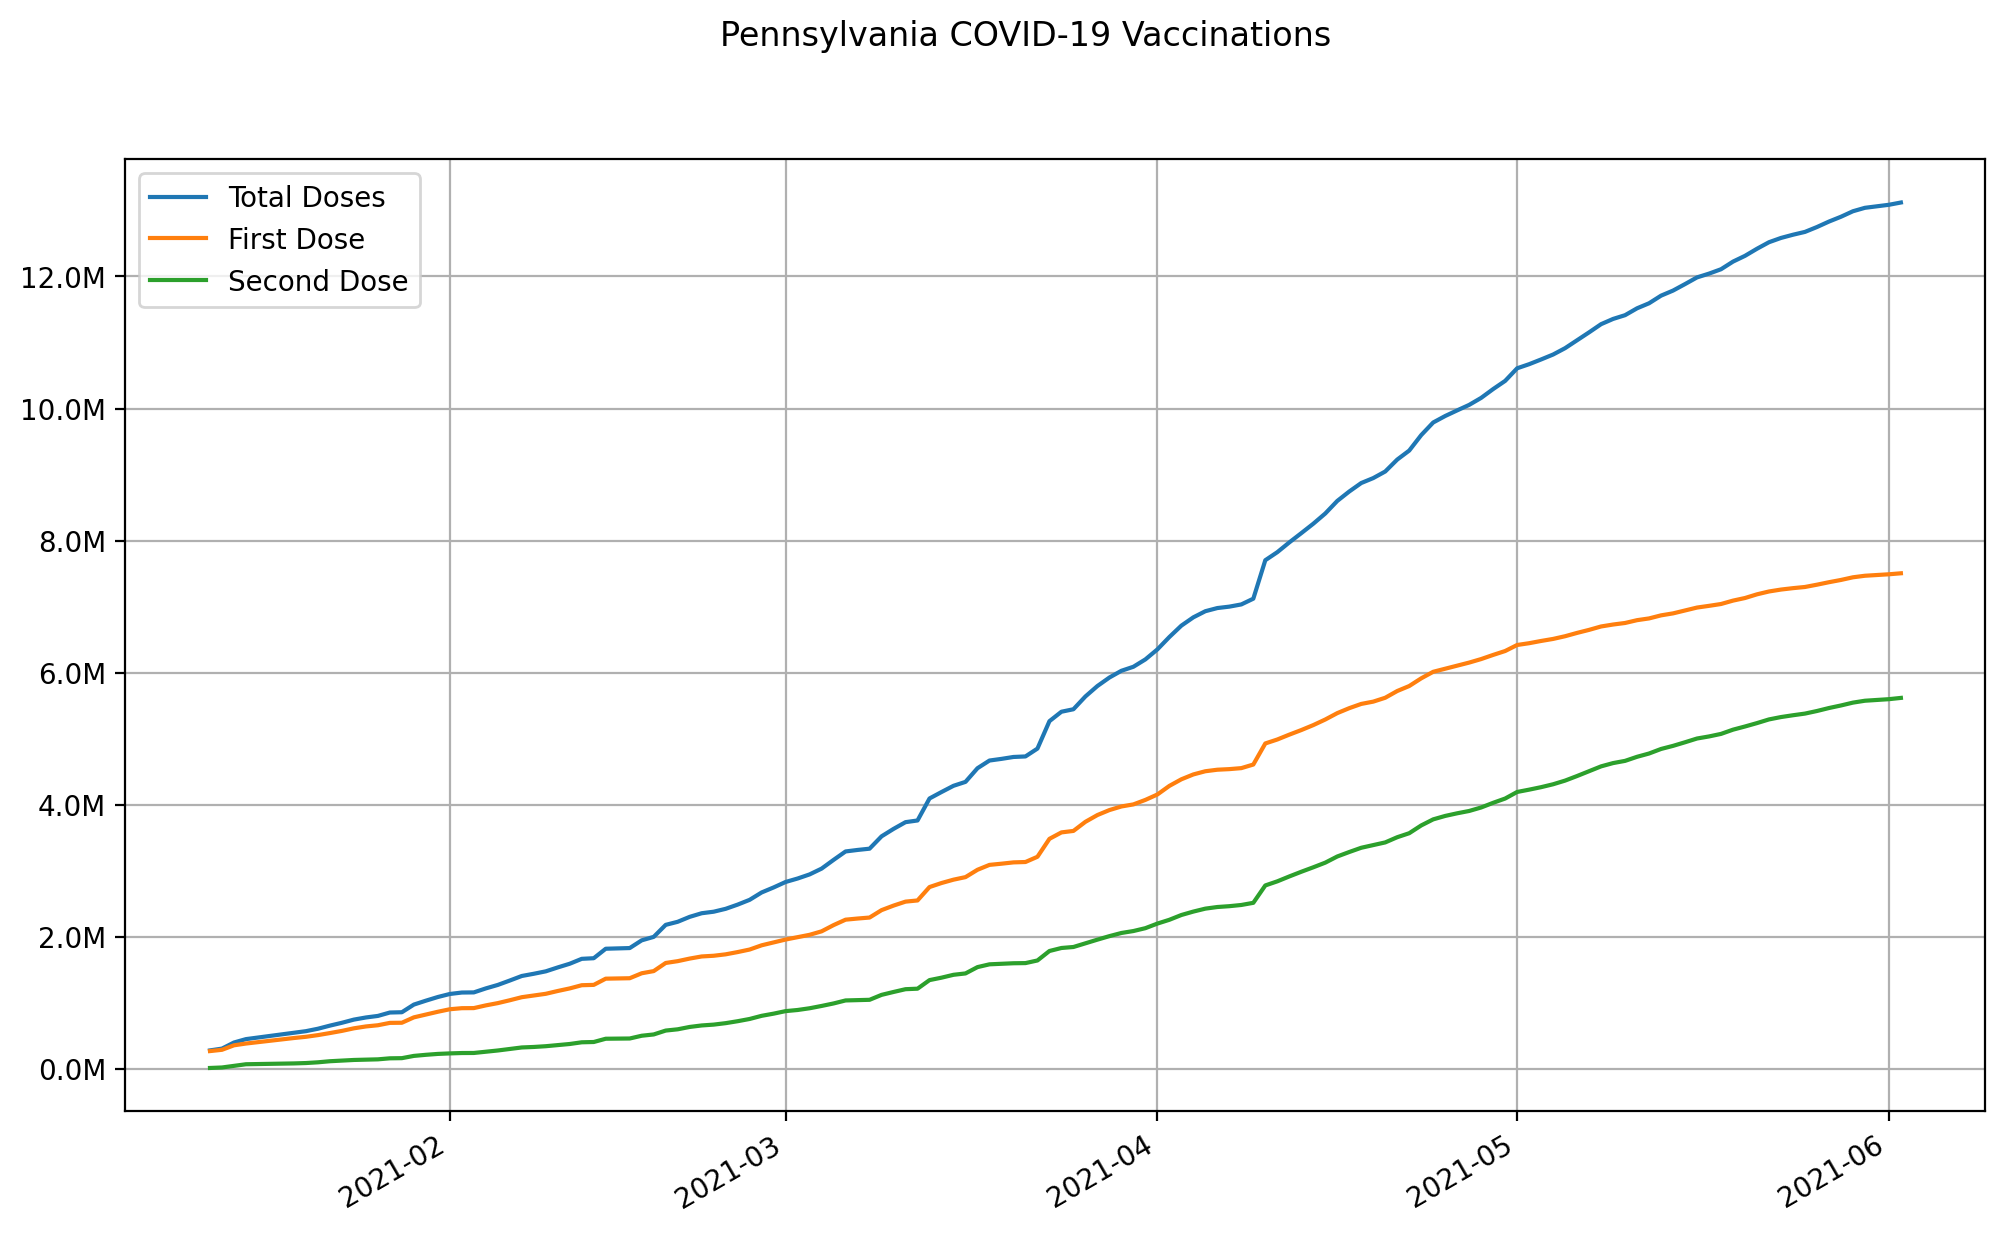 Pennsylvania COVID-19 Vaccinations
Total Doses
First Dose
Second Dose
12.0M
10.0M
8.0M
6.0M
4.0M
2.0M
0.0M
2021-02
2021-03
2021-04
2021-05
2021-06